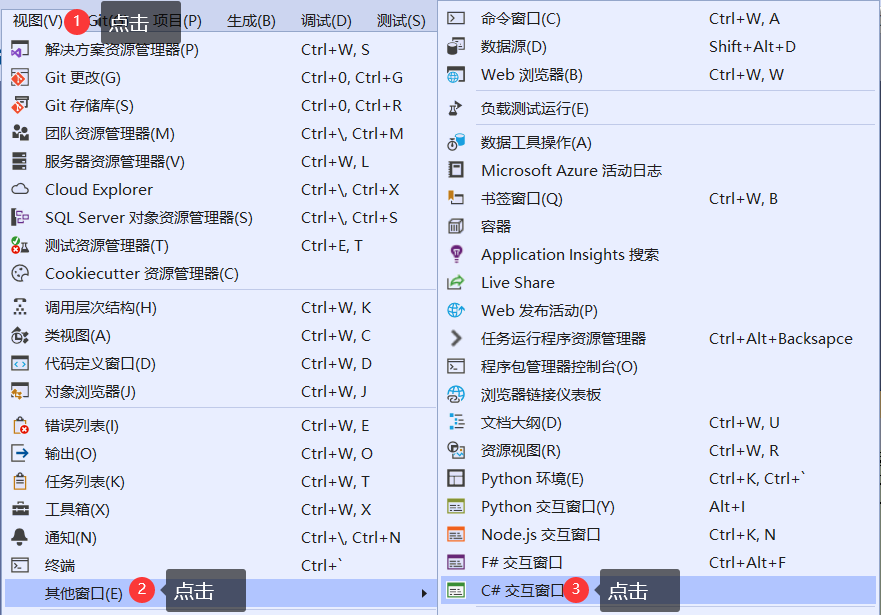 视图(V) 1 Git 点击 项目(P) 生成(B) 调试(D) 测试(S)
解决方案资源管理器(P) Ctrl+W, S
Git 更改(G) Ctrl+0, Ctrl+G
Git 存储库(S) Ctrl+0, Ctrl+R
团队资源管理器(M) Ctrl+\, Ctrl+M
服务器资源管理器(V) Ctrl+W, L
Cloud Explorer Ctrl+\, Ctrl+X
SQL Server 对象资源管理器(S) Ctrl+\, Ctrl+S
测试资源管理器(T) Ctrl+E, T
Cookiecutter 资源管理器(C)
调用层次结构(H) Ctrl+W, K
类视图(A) Ctrl+W, C
代码定义窗口(D) Ctrl+W, D
对象浏览器(J) Ctrl+W, J
错误列表(I) Ctrl+W, E
输出(O) Ctrl+W, O
任务列表(K) Ctrl+W, T
工具箱(X) Ctrl+W, X
通知(N) Ctrl+\, Ctrl+N
终端 Ctrl+`
其他窗口(E) 2 点击
命令窗口(C) Ctrl+W, A
数据源(D) Shift+Alt+D
Web 浏览器(B) Ctrl+W, W
负载测试运行(E)
数据工具操作(A)
Microsoft Azure 活动日志
书签窗口(Q) Ctrl+W, B
容器
Application Insights 搜索
Live Share
Web 发布活动(P)
任务运行程序资源管理器 Ctrl+Alt+Backsapce
程序包管理器控制台(O)
浏览器链接仪表板
文档大纲(D) Ctrl+W, U
资源视图(R) Ctrl+W, R
Python 环境(E) Ctrl+K, Ctrl+`
Python 交互窗口(Y) Alt+I
Node.js 交互窗口 Ctrl+K, N
F# 交互窗口 Ctrl+Alt+F
C# 交互窗口 3 点击